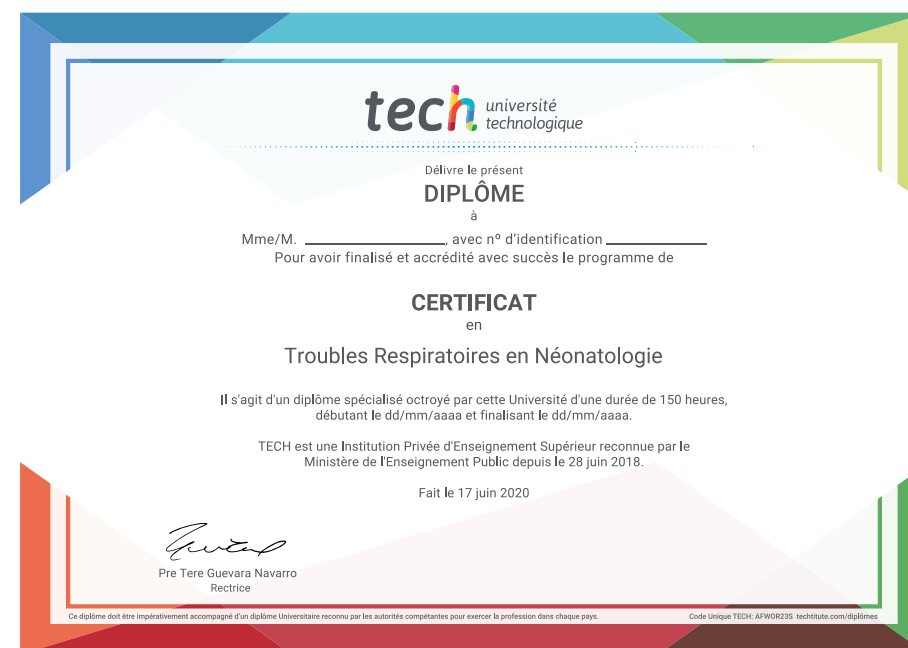 tech université
technologique
Délivre le présent
DIPLÔME
à
Mme/M. ____________________, avec nº d'identification ______________
Pour avoir finalisé et accrédité avec succès le programme de
CERTIFICAT
en
Troubles Respiratoires en Néonatologie
Il s'agit d'un diplôme spécialisé octroyé par cette Université d'une durée de 150 heures,
débutant le dd/mm/aaaa et finalisant le dd/mm/aaaa.
TECH est une Institution Privée d'Enseignement Supérieur reconnue par le
Ministère de l'Enseignement Public depuis le 28 juin 2018.
Fait le 17 juin 2020
Pre Tere Guevara Navarro
Rectrice
Ce diplôme doit être impérativement accompagné d'un diplôme Universitaire reconnu par les autorités compétantes pour exercer la profession dans chaque pays. Code Unique TECH: AFWOR23S techtitute.com/diplômes